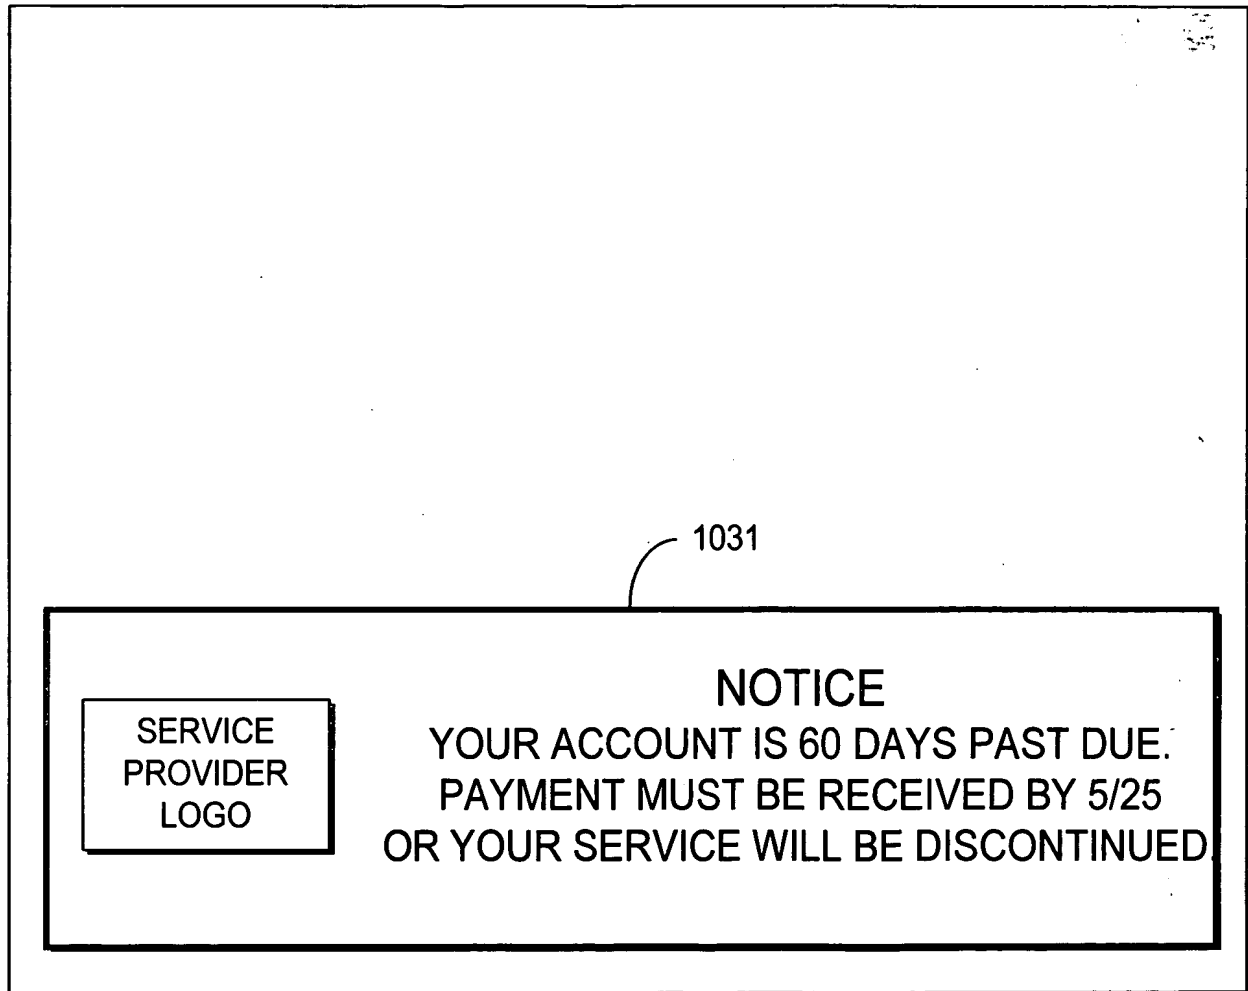 1031
NOTICE
YOUR ACCOUNT IS 60 DAYS PAST DUE.
PAYMENT MUST BE RECEIVED BY 5/25
OR YOUR SERVICE WILL BE DISCONTINUED.
SERVICE
PROVIDER
LOGO